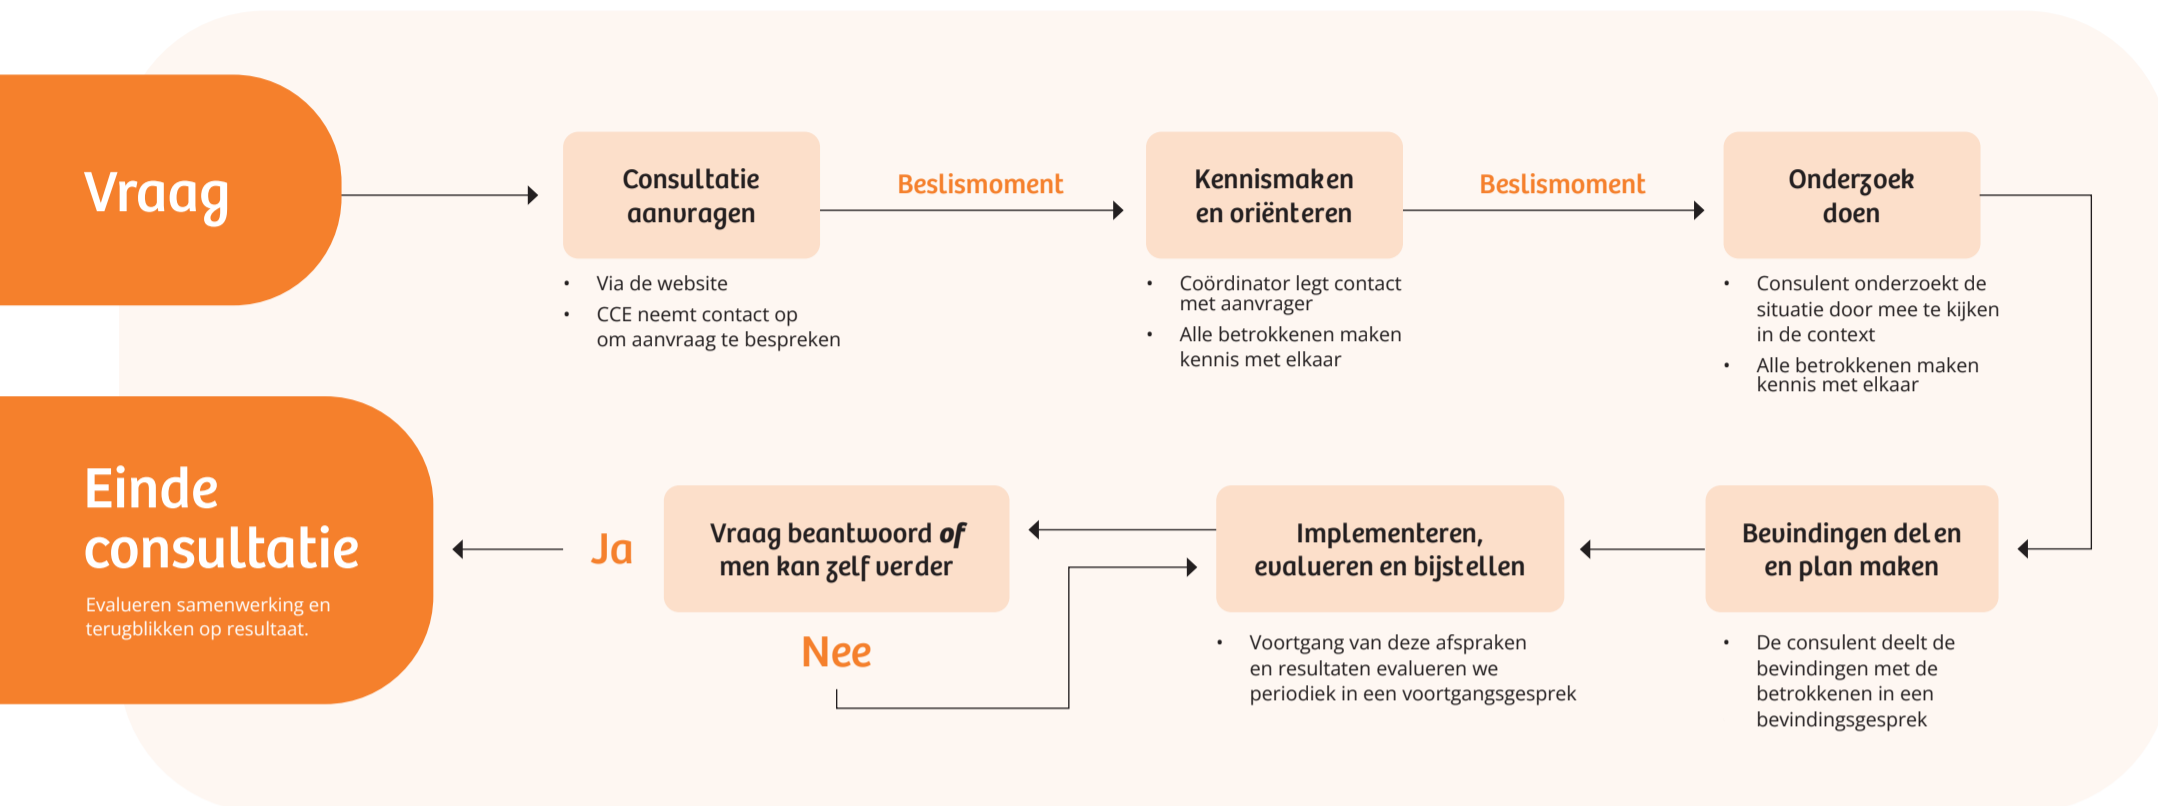 Vraag
Consultatie
aanvragen
• Via de website
• CCE neemt contact op
om aanvraag te bespreken
Beslismoment
Kennismaken
en oriënteren
• Coördinator legt contact
met aanvrager
• Alle betrokkenen maken
kennis met elkaar
Beslismoment
Onderzoek
doen
• Consulent onderzoekt de
situatie door mee te kijken
in de context
• Alle betrokkenen maken
kennis met elkaar
Bevindingen delen
en plan maken
• De consulent deelt de
bevindingen met de
betrokkenen in een
bevindingsgesprek
Implementeren,
evalueren en bijstellen
• Voortgang van deze afspraken
en resultaten evalueren we
periodiek in een voortgangsgesprek
Vraag beantwoord of
men kan zelf verder
Nee
Ja
Einde
consultatie
Evalueren samenwerking en
terugblikken op resultaat.